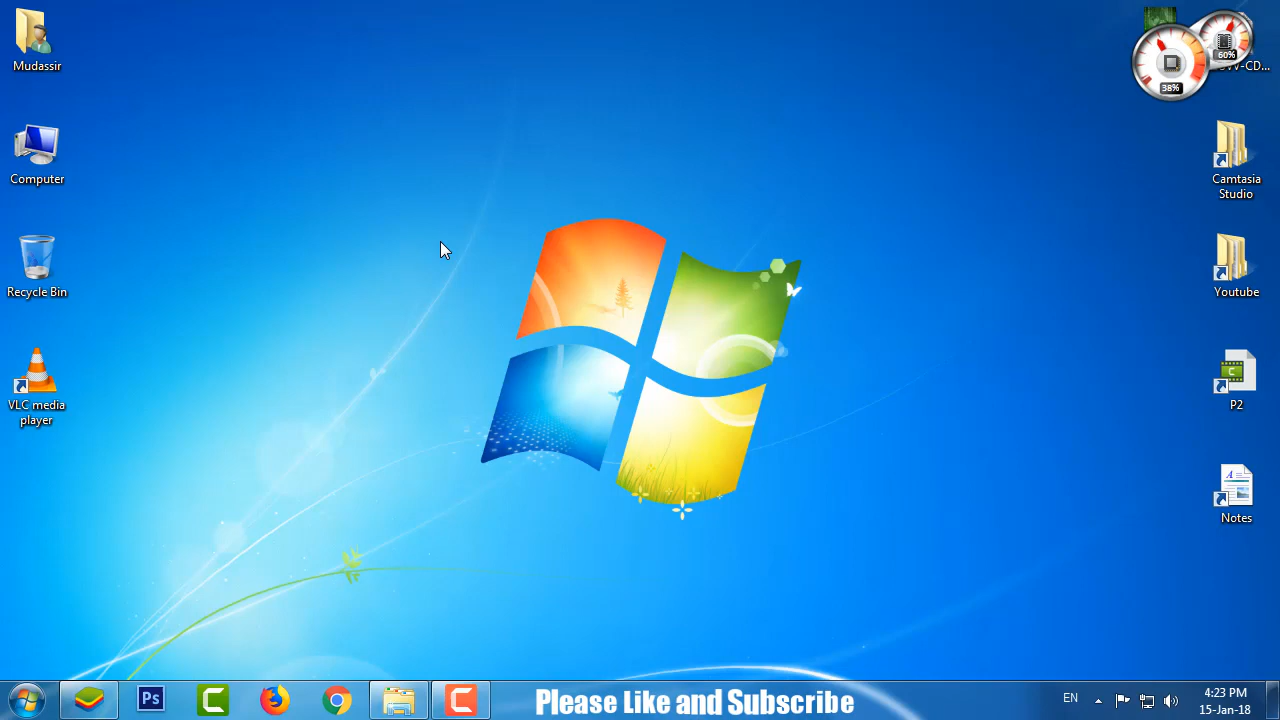 Mudassir
Computer
Recycle Bin
VLC media
player
60%
38%
Camtasia
Studio
Youtube
C
P2
A
Notes
Ps
C
C
Please Like and Subscribe
EN
4:23 PM
15-Jan-18